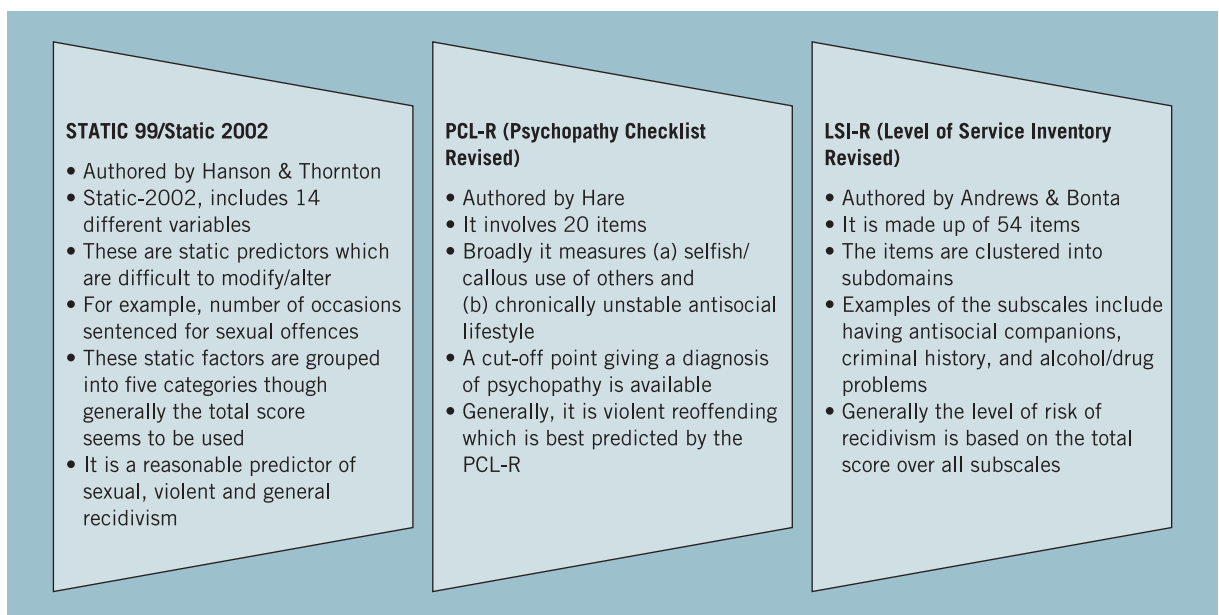 STATIC 99/Static 2002
• Authored by Hanson & Thornton
• Static-2002, includes 14
different variables
• These are static predictors which
are difficult to modify/alter
• For example, number of occasions
sentenced for sexual offences
• These static factors are grouped
into five categories though
generally the total score
seems to be used
• It is a reasonable predictor of
sexual, violent and general
recidivism
PCL-R (Psychopathy Checklist
Revised)
• Authored by Hare
• It involves 20 items
• Broadly it measures (a) selfish/
callous use of others and
(b) chronically unstable antisocial
lifestyle
• A cut-off point giving a diagnosis
of psychopathy is available
• Generally, it is violent reoffending
which is best predicted by the
PCL-R
LSI-R (Level of Service Inventory
Revised)
• Authored by Andrews & Bonta
• It is made up of 54 items
• The items are clustered into
subdomains
• Examples of the subscales include
having antisocial companions,
criminal history, and alcohol/drug
problems
• Generally the level of risk of
recidivism is based on the total
score over all subscales